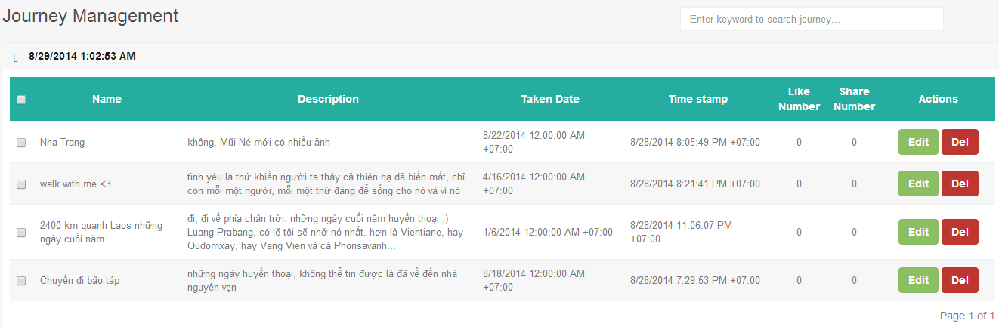 Journey Management
Enter keyword to search journey...
8/29/2014 1:02:53 AM
Name Description Taken Date Time stamp Like Number Share Number Actions
Nha Trang
không, Mũi Né mới có nhiều ảnh
8/22/2014 12:00:00 AM
+07:00
8/28/2014 8:05:49 PM +07:00
0
0
Edit
Del
walk with me <3
tình yêu là thứ khiến người ta thấy cả thiên hạ đã biến mất, chỉ
còn mỗi một người, mỗi một thứ đáng để sống cho nó và vì nó
4/16/2014 12:00:00 AM
+07:00
8/28/2014 8:21:41 PM +07:00
0
0
Edit
Del
2400 km quanh Laos những
ngày cuối năm...
đi, đi về phía chân trời. những ngày cuối năm huyền thoại :)
Luang Prabang, có lẽ tôi sẽ nhớ nó nhất. hơn là Vientiane, hay
Oudomxay, hay Vang Vien và cả Phonsavanh...
1/6/2014 12:00:00 AM +07:00
8/28/2014 11:06:07 PM
+07:00
0
0
Edit
Del
Chuyến đi bão táp
những ngày huyền thoại, không thể tin được là đã về đến nhà
nguyên vẹn
8/18/2014 12:00:00 AM
+07:00
8/28/2014 7:29:53 PM +07:00
0
0
Edit
Del
Page 1 of 1